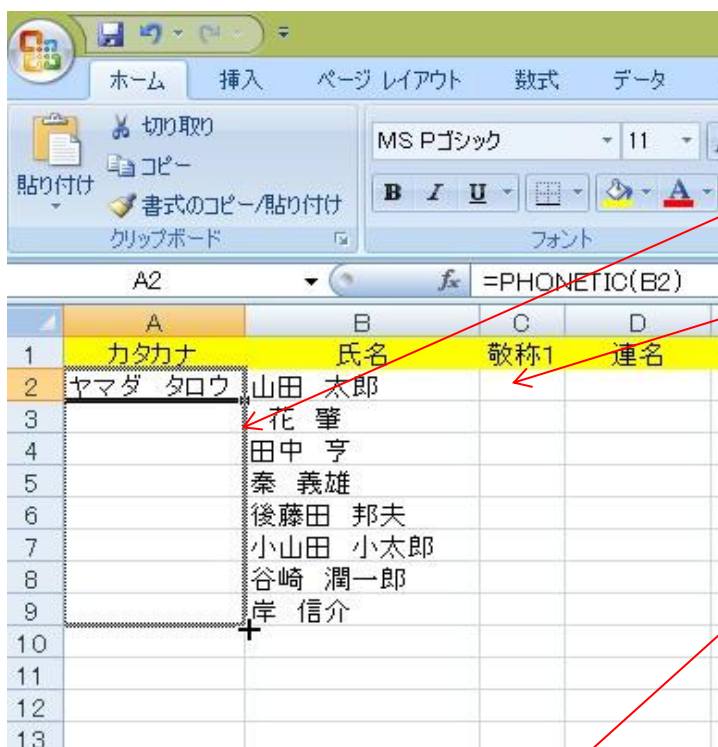 ホーム 挿入 ページ レイアウト 数式 データ
切り取り
コピー
貼り付け
書式のコピー/貼り付け
クリップボード
MS Pゴシック 11
B I U A
フォント
A2 fx =PHONETIC(B2)
A B C D
1 カタカナ 氏名 敬称1 連名
2 ヤマダ タロウ 山田 太郎
3 花 肇
4 田中 亨
5 秦 義雄
6 後藤田 邦夫
7 小山田 小太郎
8 谷崎 潤一郎
9 岸 信介
10
11
12
13